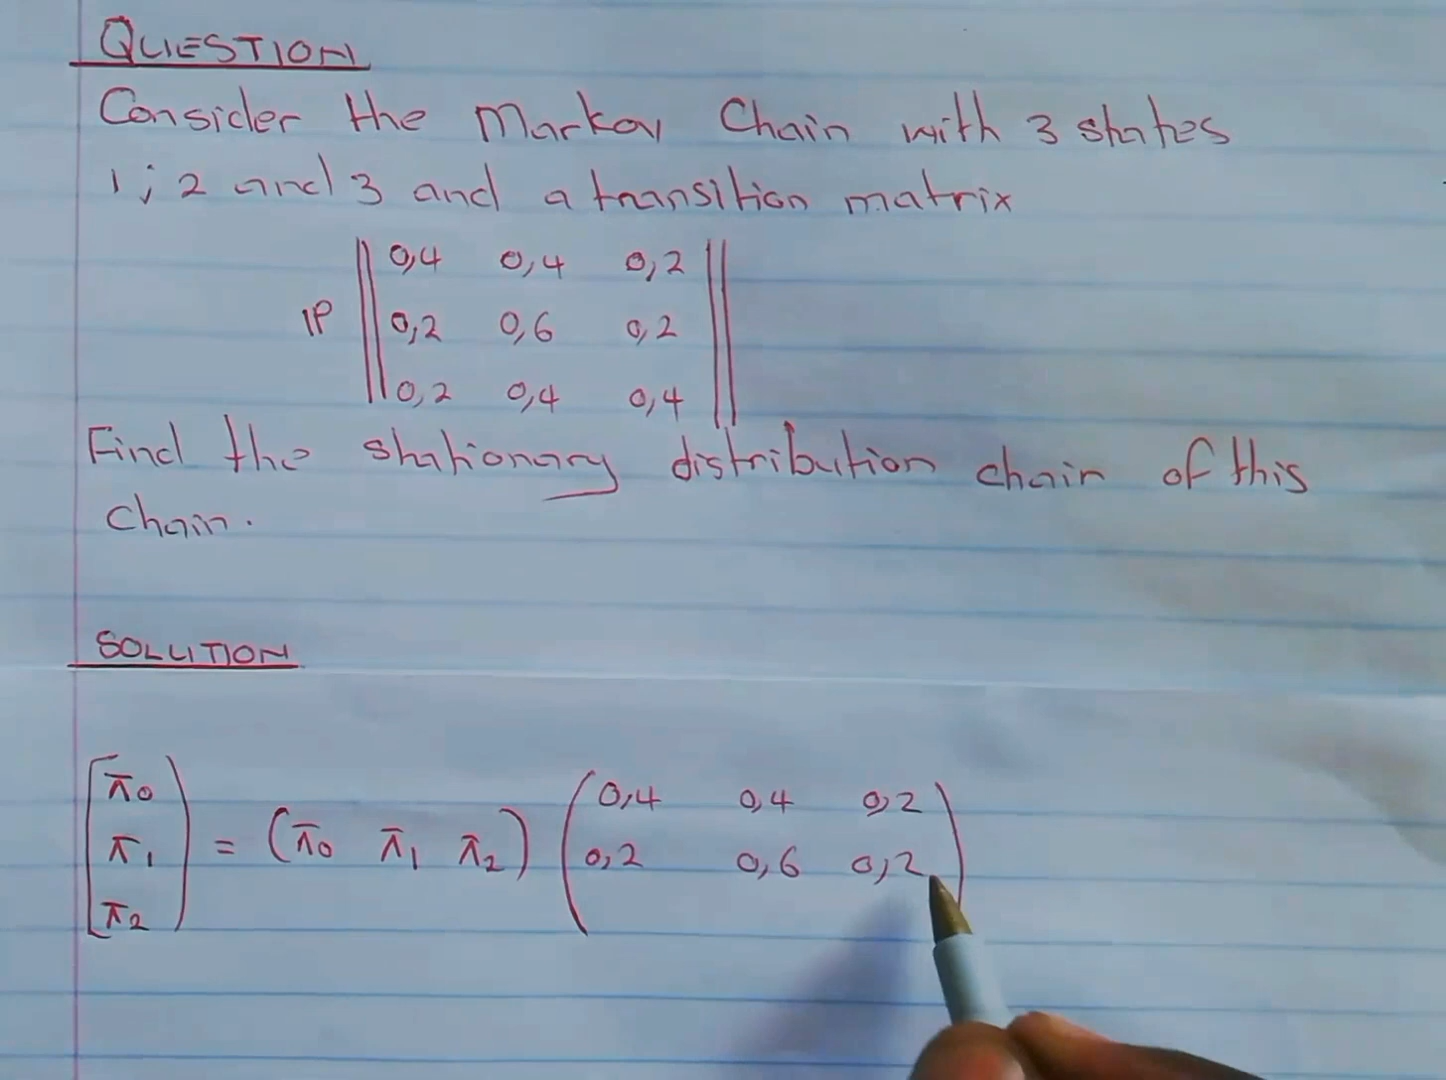 QUESTION
Consider the Markov Chain with 3 states
1; 2 and 3 and a transition matrix
0,4 0,4 0,2
IP 0,2 0,6 0,2
0,2 0,4 0,4
Find the stationary distribution chain of this
chain.
SOLUTION
π0
π1 = (π0 π1 π2)
π2
0,4 0,4 0,2
0,2 0,6 0,2